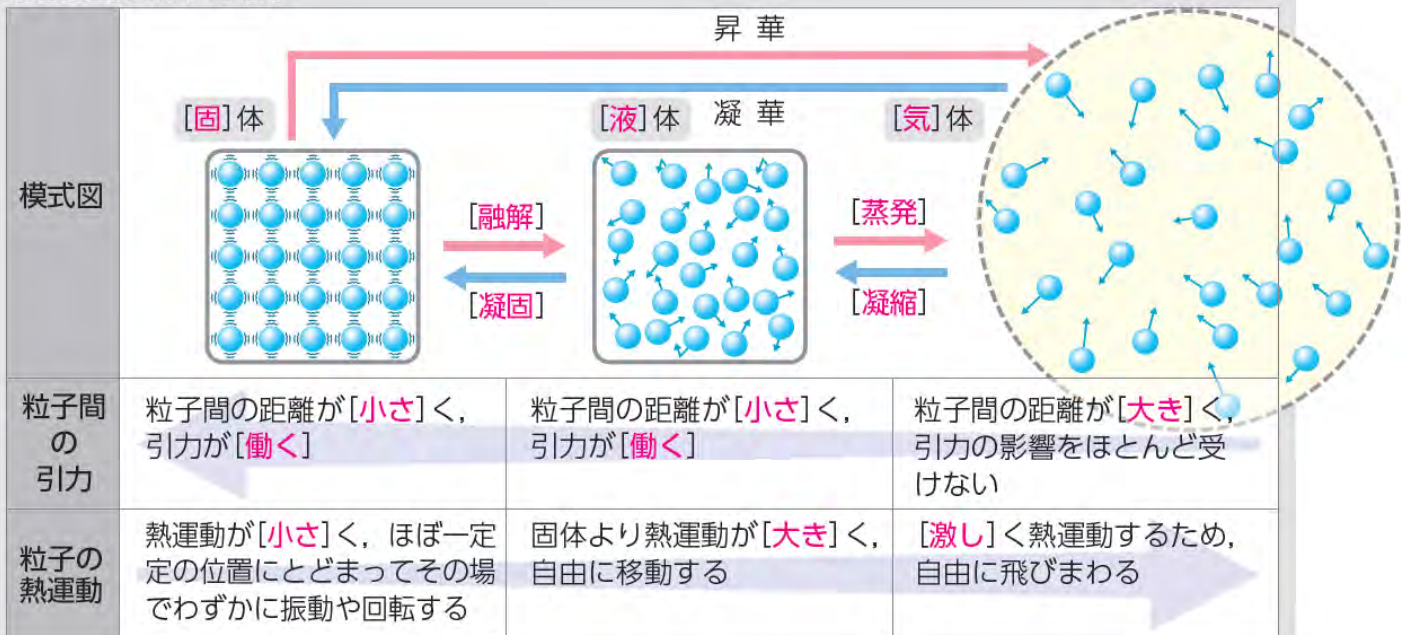 昇華
[固]体
[液]体
凝華
[気]体
模式図
[融解]
[凝固]
[蒸発]
[凝縮]
粒子間
の
引力
粒子間の距離が[小さ]く,
引力が[働く]
粒子間の距離が[小さ]く,
引力が[働く]
粒子間の距離が[大き]く,
引力の影響をほとんど受
けない
粒子の
熱運動
熱運動が[小さ]く, ほぼ一定
定の位置にとどまってその場
でわずかに振動や回転する
固体より熱運動が[大き]く,
自由に移動する
[激し]く熱運動するため,
自由に飛びまわる